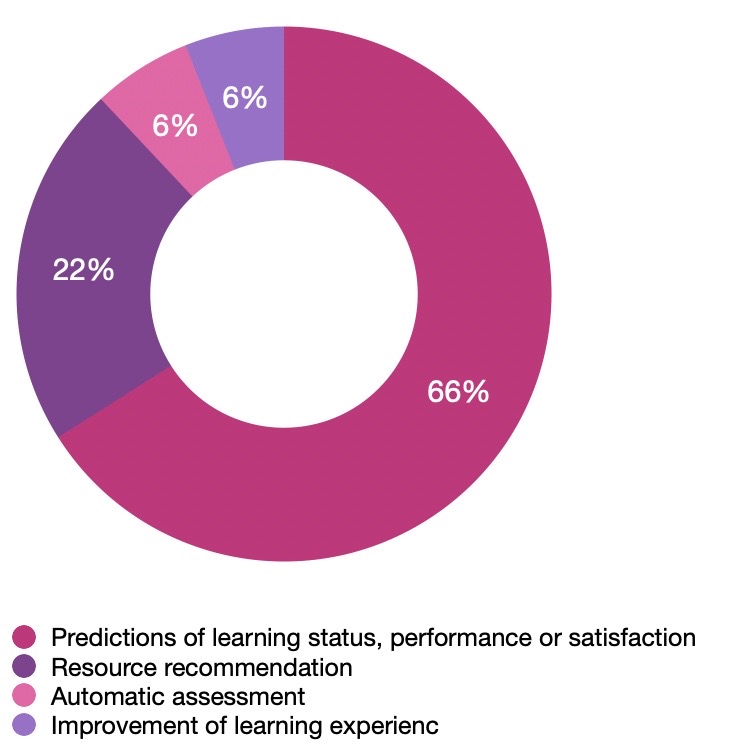 6%
6%
22%
66%
Predictions of learning status, performance or satisfaction
Resource recommendation
Automatic assessment
Improvement of learning experienc